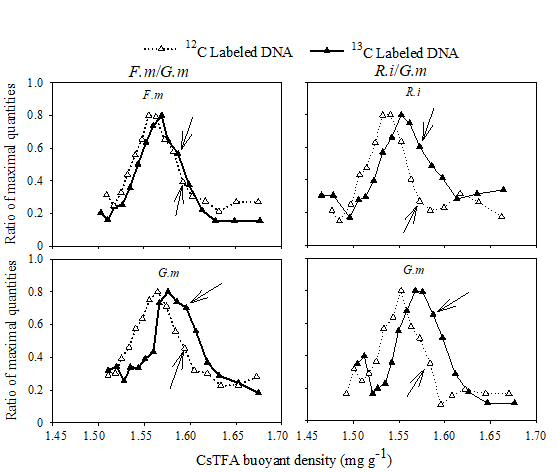 12C Labeled DNA 13C Labeled DNA
F.m/G.m R.i/G.m
Ratio of maximal quantities
1.0
0.8
0.6
0.4
0.2
0
F.m
R.i
Ratio of maximal quantities
1.0
0.8
0.6
0.4
0.2
0.0
G.m
G.m
1.45 1.50 1.55 1.60 1.65 1.70 1.45 1.50 1.55 1.60 1.65 1.70
CsTFA buoyant density (mg g-1)